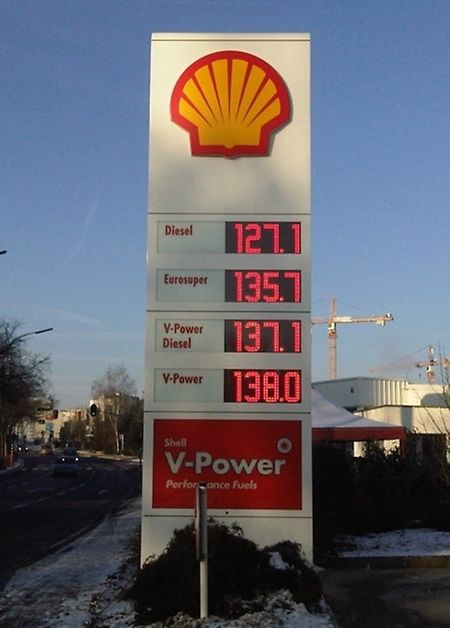 Diesel 127.1
Eurosuper 135.7
V-Power
Diesel 137.1
V-Power 138.0
Shell
V-Power
Performance Fuels